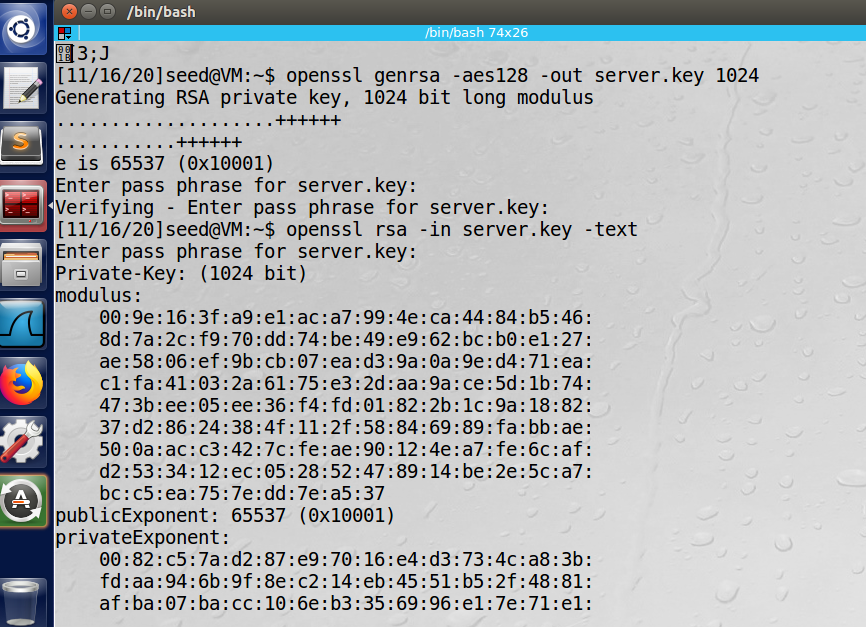 /bin/bash
/bin/bash 74x26
[3;J
[11/16/20]seed@VM:~$ openssl genrsa -aes128 -out server.key 1024
Generating RSA private key, 1024 bit long modulus
....................++++++
...........++++++
e is 65537 (0x10001)
Enter pass phrase for server.key:
Verifying - Enter pass phrase for server.key:
[11/16/20]seed@VM:~$ openssl rsa -in server.key -text
Enter pass phrase for server.key:
Private-Key: (1024 bit)
modulus:
    00:9e:16:3f:a9:e1:ac:a7:99:4e:ca:44:84:b5:46:
    8d:7a:2c:f9:70:dd:74:be:49:e9:62:bc:b0:e1:27:
    ae:58:06:ef:9b:cb:07:ea:d3:9a:0a:9e:d4:71:ea:
    c1:fa:41:03:2a:61:75:e3:2d:aa:9a:ce:5d:1b:74:
    47:3b:ee:05:ee:36:f4:fd:01:82:2b:1c:9a:18:82:
    37:d2:86:24:38:4f:11:2f:58:84:69:89:fa:bb:ae:
    50:0a:ac:c3:42:7c:fe:ae:90:12:4e:a7:fe:6c:af:
    d2:53:34:12:ec:05:28:52:47:89:14:be:2e:5c:a7:
    bc:c5:ea:75:7e:dd:7e:a5:37
publicExponent: 65537 (0x10001)
privateExponent:
    00:82:c5:7a:d2:87:e9:70:16:e4:d3:73:4c:a8:3b:
    fd:aa:94:6b:9f:8e:c2:14:eb:45:51:b5:2f:48:81:
    af:ba:07:ba:cc:10:6e:b3:35:69:96:e1:7e:71:e1: